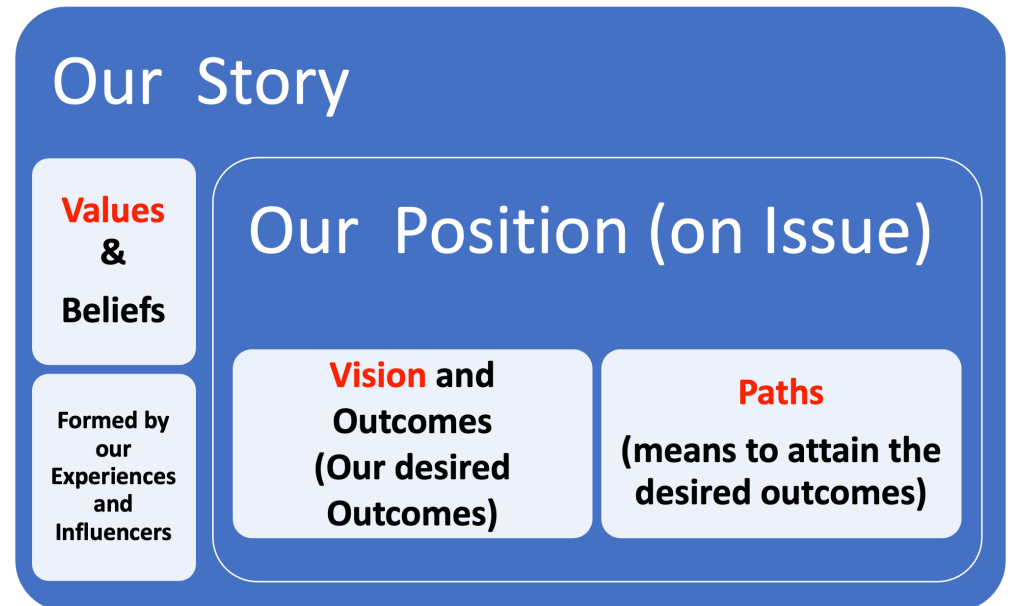 Our Story
Values
&
Beliefs
Formed by
our
Experiences
and
Influencers
Our Position (on Issue)
Vision and
Outcomes
(Our desired
Outcomes)
Paths
(means to attain the
desired outcomes)